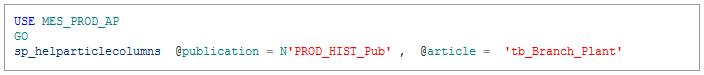 USE MES_PROD_AP
GO
sp_helparticlecolumns  @publication = N'PROD_HIST_Pub' ,  @article =  'tb_Branch_Plant'